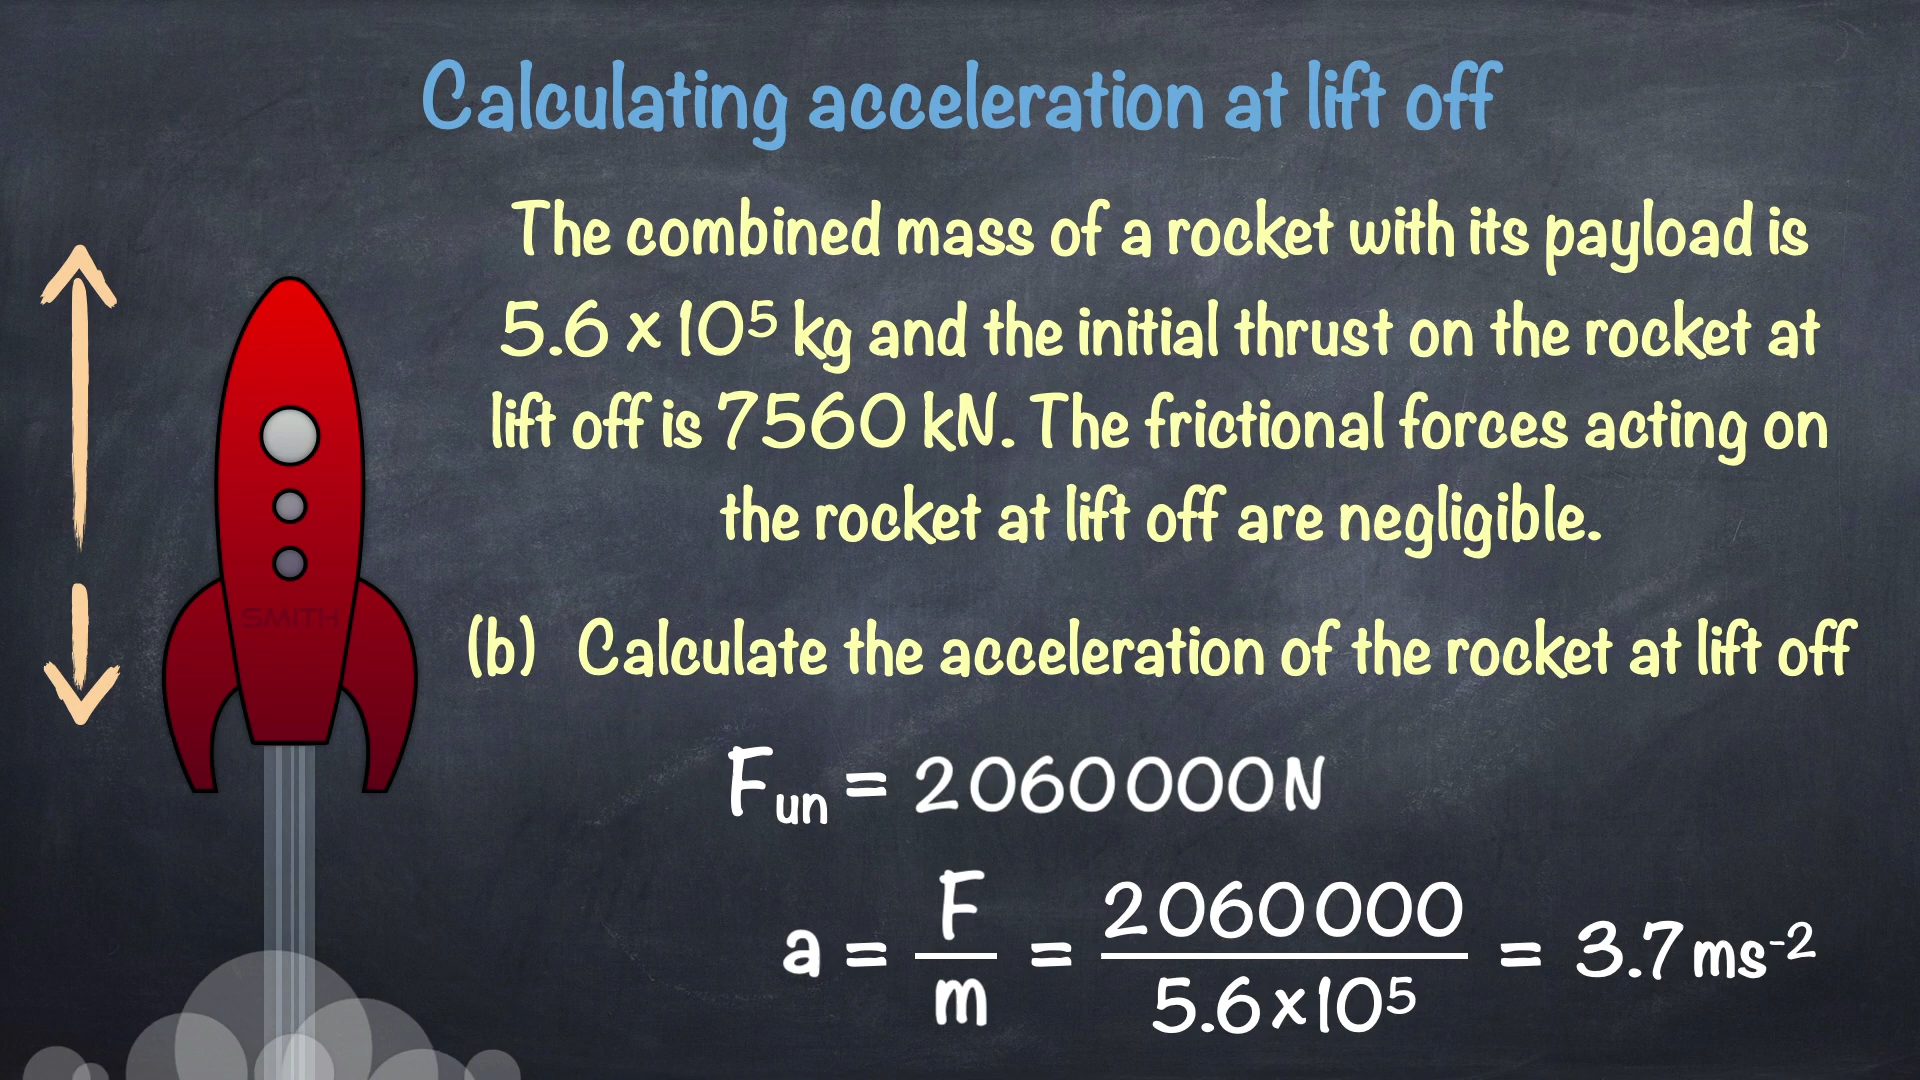 Calculating acceleration at lift off
The combined mass of a rocket with its payload is
5.6 x 10⁵ kg and the initial thrust on the rocket at
lift off is 7560 kN. The frictional forces acting on
the rocket at lift off are negligible.
SMITH
(b) Calculate the acceleration of the rocket at lift off
Fun = 2060000N
a = F/m = 2060000/5.6x10⁵ = 3.7ms⁻²